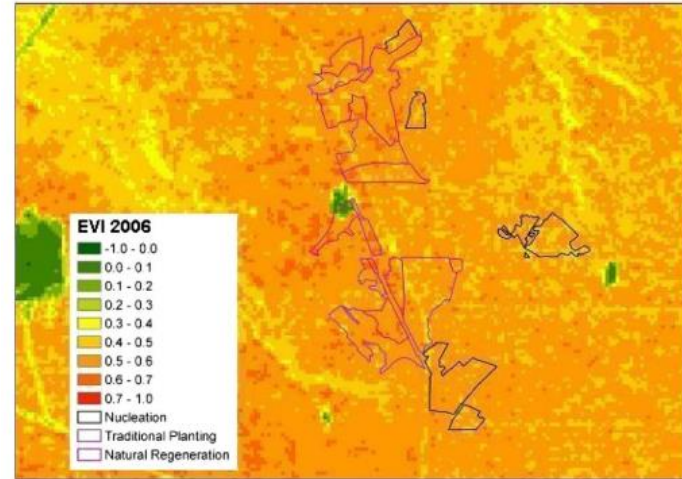 EVI 2006
-1.0 - 0.0
0.0 - 0.1
0.1 - 0.2
0.2 - 0.3
0.3 - 0.4
0.4 - 0.5
0.5 - 0.6
0.6 - 0.7
0.7 - 1.0
Nucleation
Traditional Planting
Natural Regeneration